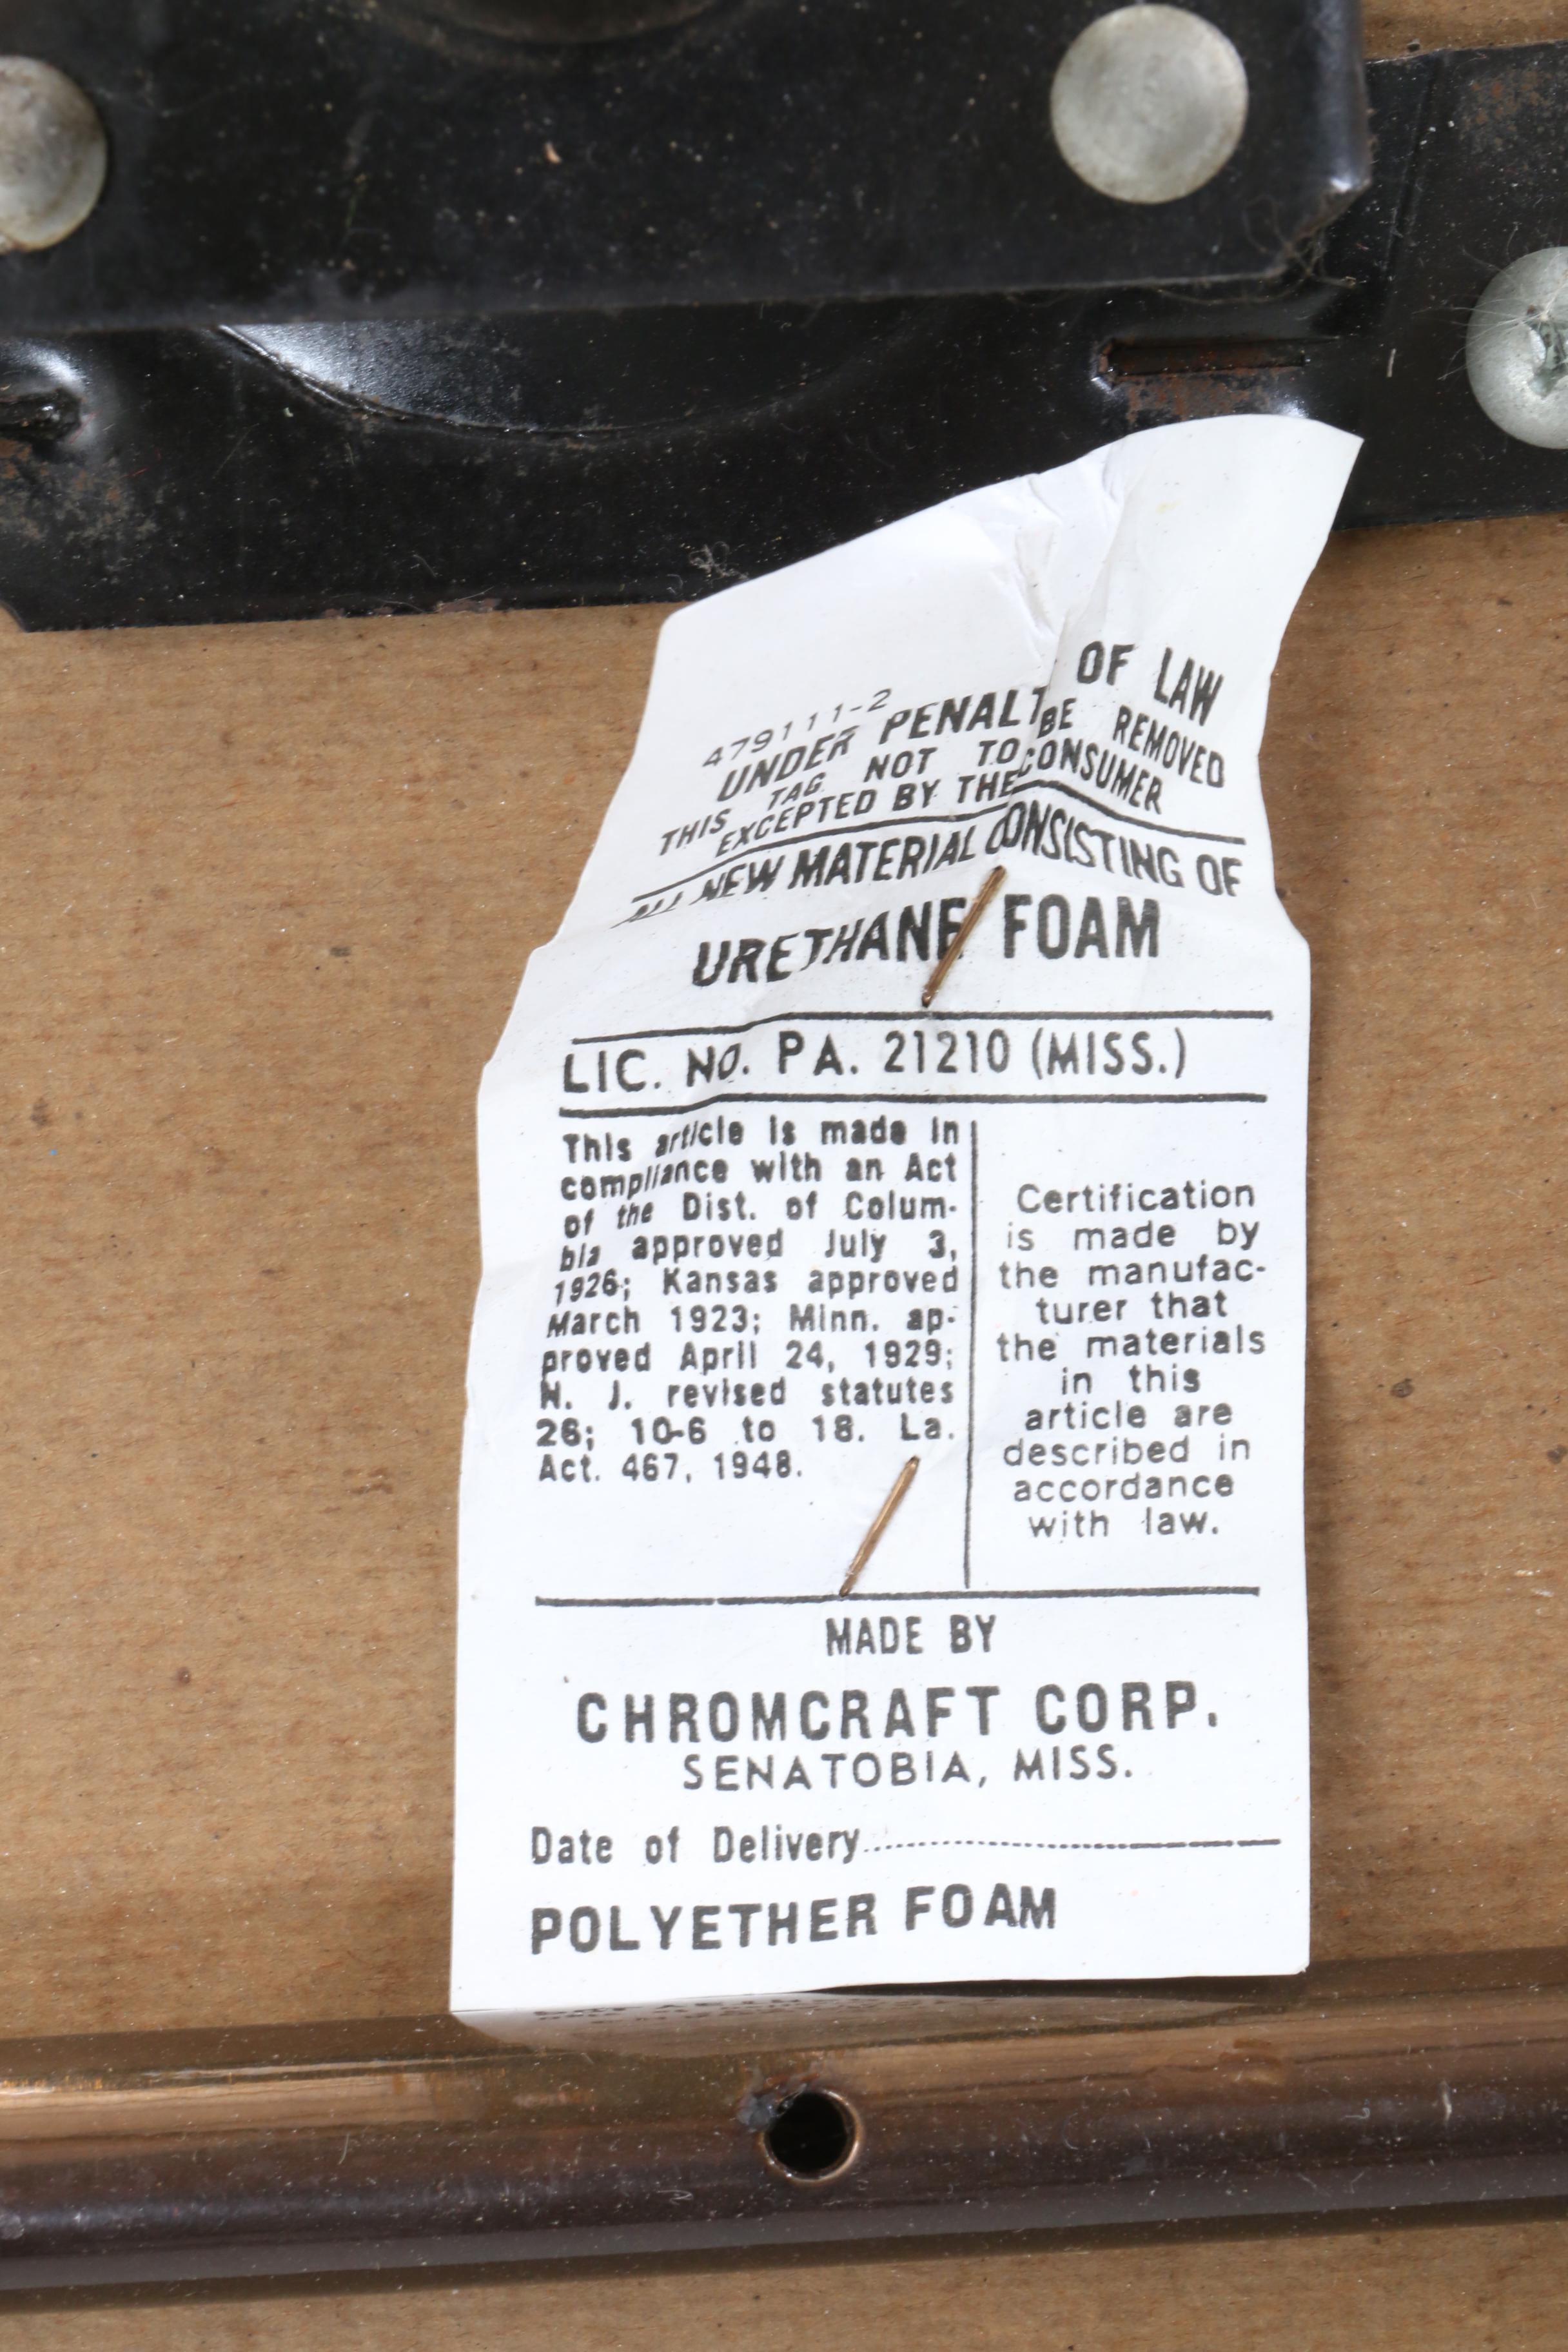 479111-2
UNDER PENALT OF LAW
THIS TAG NOT TO BE REMOVED
EXCEPTED BY THE CONSUMER
ALL NEW MATERIAL CONSISTING OF
URETHANE FOAM
LIC. NO. PA. 21210 (MISS.)
This article is made in
compliance with an Act
of the Dist. of Colum-
bia approved July 3,
1926; Kansas approved
March 1923; Minn. ap-
proved April 24, 1929;
N. J. revised statutes
26; 10-6 to 18. La.
Act. 467, 1948.
Certification
is made by
the manufac-
turer that
the materials
in this
article are
described in
accordance
with law.
MADE BY
CHROMCRAFT CORP.
SENATOBIA, MISS.
Date of Delivery
POLYETHER FOAM